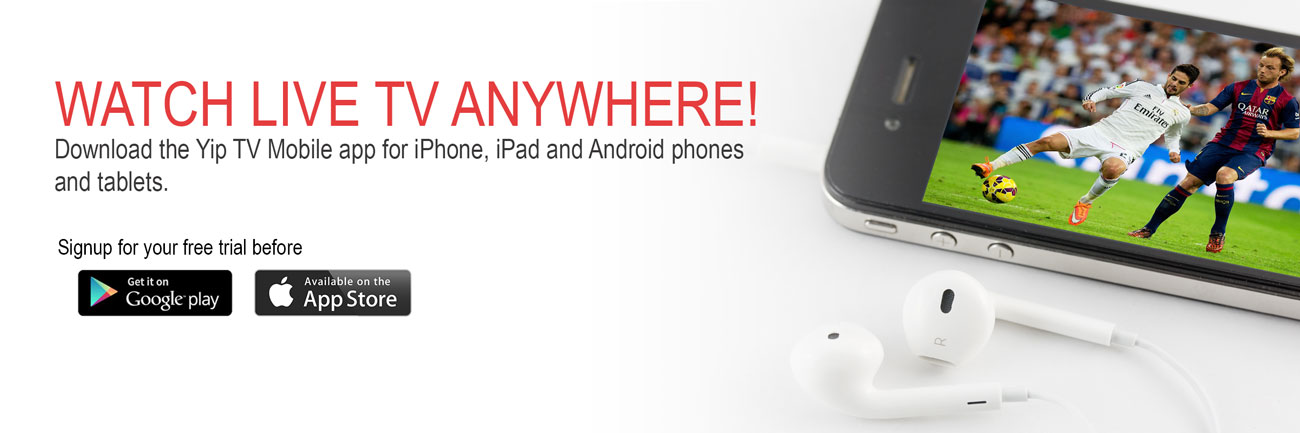 WATCH LIVE TV ANYWHERE!
Download the Yip TV Mobile app for iPhone, iPad and Android phones
and tablets.
Signup for your free trial before
Get it on
Google play
Available on the
App Store
Fly
Emirates
QATAR
AIRWAYS
R